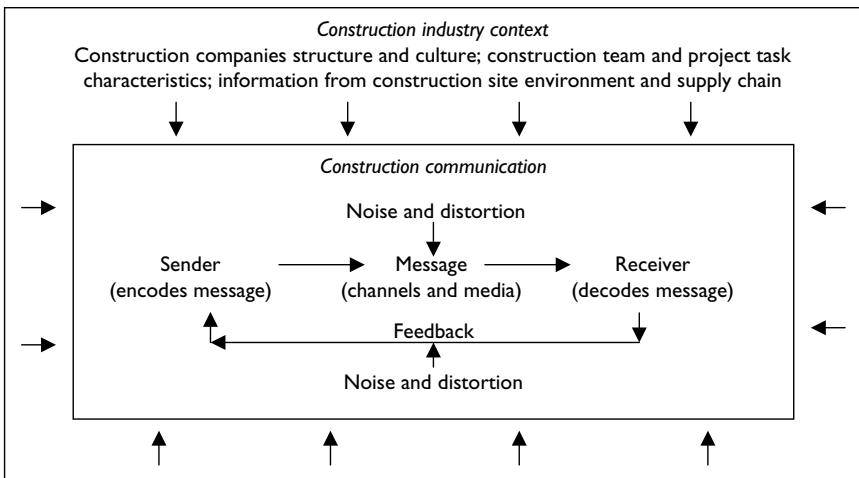 Construction industry context
Construction companies structure and culture; construction team and project task
characteristics; information from construction site environment and supply chain
Construction communication
Noise and distortion
Sender
(encodes message)
Message
(channels and media)
Receiver
(decodes message)
Feedback
Noise and distortion